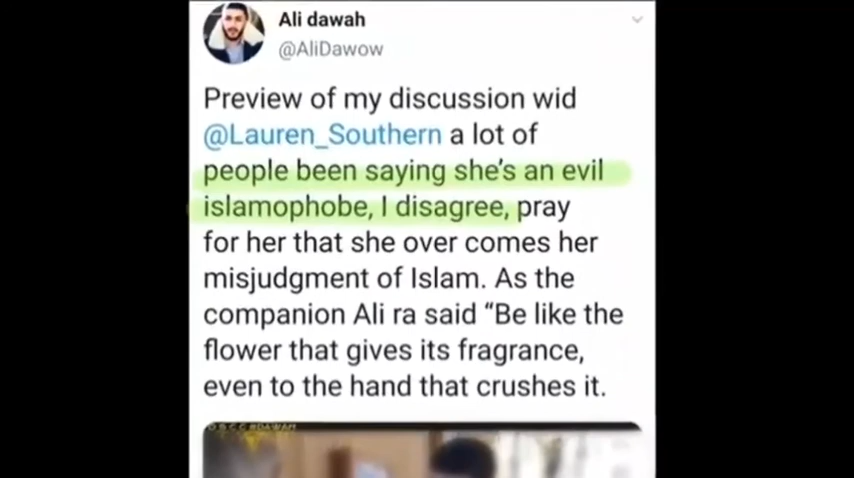 Ali dawah
@AliDawow
Preview of my discussion wid
@Lauren_Southern a lot of
people been saying she's an evil
islamophobe, I disagree, pray
for her that she over comes her
misjudgment of Islam. As the
companion Ali ra said “Be like the
flower that gives its fragrance,
even to the hand that crushes it.